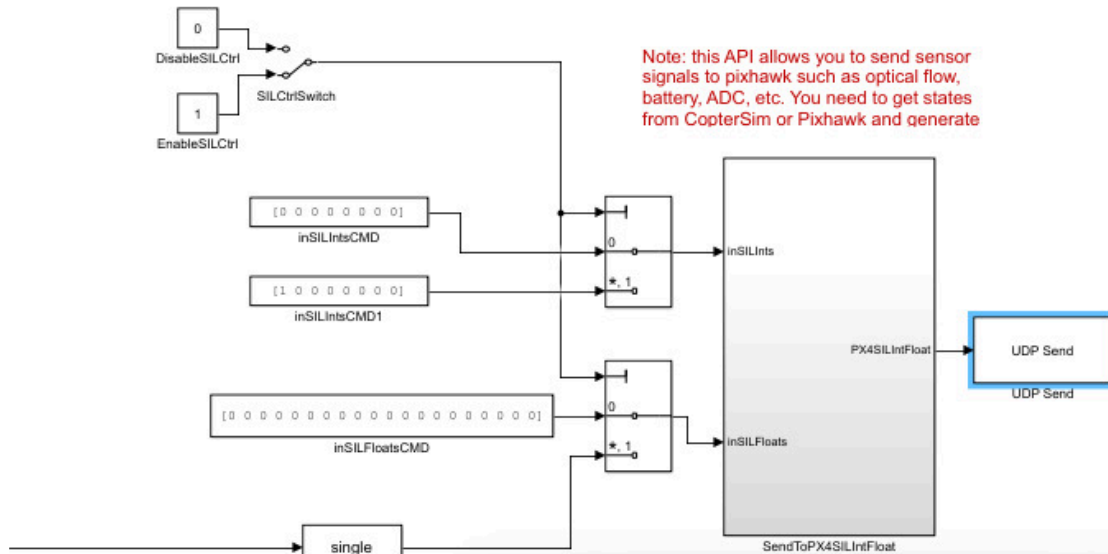 0
DisableSILCtrl
SILCtrlSwitch
1
EnableSILCtrl
Note: this API allows you to send sensor
signals to pixhawk such as optical flow,
battery, ADC, etc. You need to get states
from CopterSim or Pixhawk and generate
[0 0 0 0 0 0 0 0]
inSILIntsCMD
[1 0 0 0 0 0 0 0]
inSILIntsCMD1
0
*, 1
inSILInts
PX4SILIntFloat
UDP Send
UDP Send
[0 0 0 0 0 0 0 0 0 0 0 0 0 0 0 0 0 0 0 0]
inSILFloatsCMD
0
*, 1
inSILFloats
single
SendToPX4SILIntFloat